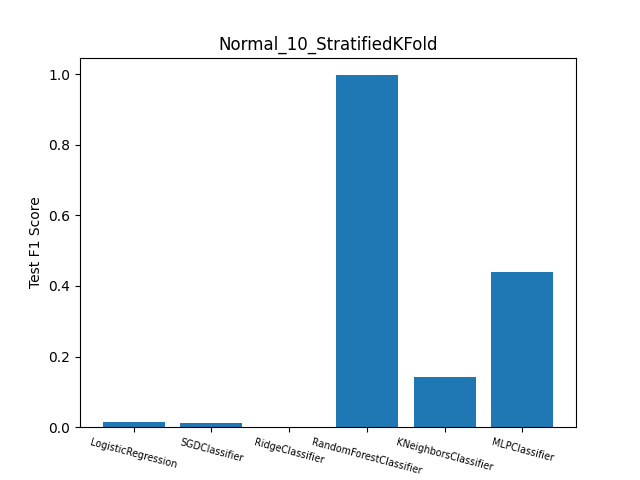 Normal_10_StratifiedKFold
Test F1 Score
1.0
0.8
0.6
0.4
0.2
0.0
LogisticRegression
SGDClassifier
RidgeClassifier
RandomForestClassifier
KNeighborsClassifier
MLPClassifier